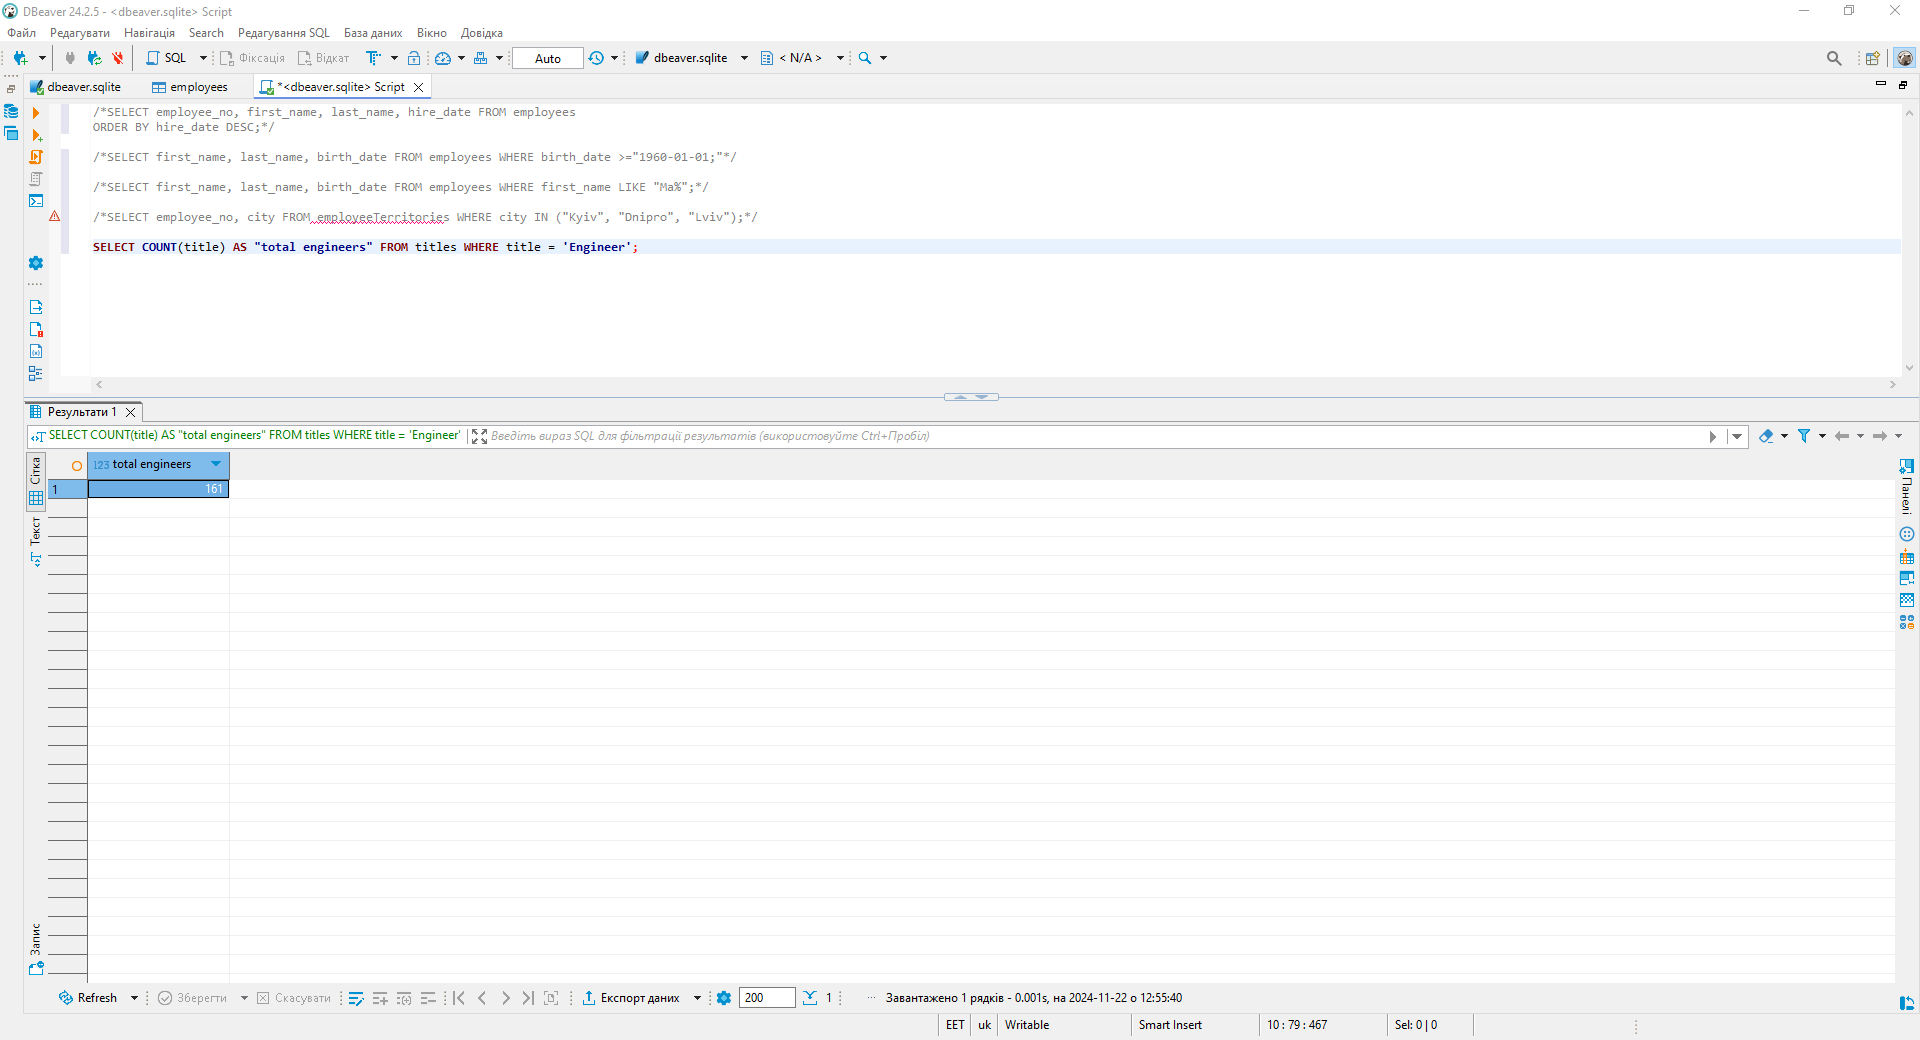 DBeaver 24.2.5 - <dbeaver.sqlite> Script
Файл Редагувати Навігація Search Редагування SQL База даних Вікно Довідка
SQL Фіксація Відкат Auto dbeaver.sqlite < N/A >
dbeaver.sqlite employees *<dbeaver.sqlite> Script
/*SELECT employee_no, first_name, last_name, hire_date FROM employees
ORDER BY hire_date DESC;*/
/*SELECT first_name, last_name, birth_date FROM employees WHERE birth_date >="1960-01-01;"*/
/*SELECT first_name, last_name, birth_date FROM employees WHERE first_name LIKE "Ma%";*/
/*SELECT employee_no, city FROM employeeTerritories WHERE city IN ("Kyiv", "Dnipro", "Lviv");*/
SELECT COUNT(title) AS "total engineers" FROM titles WHERE title = 'Engineer';
Результати 1
SELECT COUNT(title) AS "total engineers" FROM titles WHERE title = 'Engineer' Введіть вираз SQL для фільтрації результатів (використовуйте Ctrl+Пробіл)
Сітка
123 total engineers
1 161
Панелі
Текст
Запис
Refresh Зберегти Скасувати Експорт даних 200 1 ... Завантажено 1 рядків - 0.001s, на 2024-11-22 о 12:55:40
EET uk Writable Smart Insert 10 : 79 : 467 Sel: 0 | 0